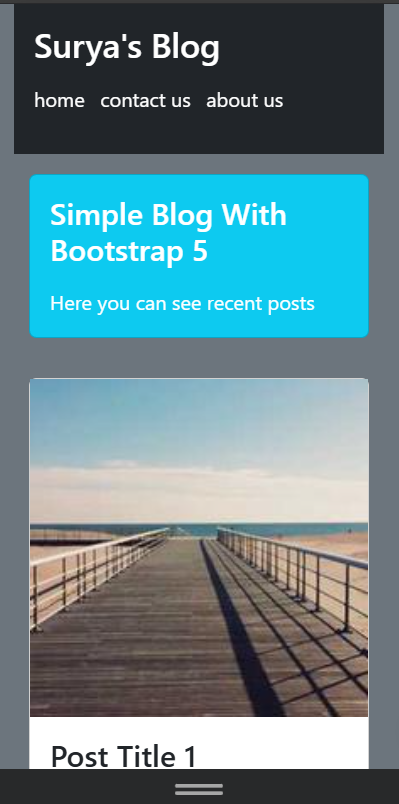 Surya's Blog
home contact us about us
Simple Blog With
Bootstrap 5
Here you can see recent posts
Post Title 1